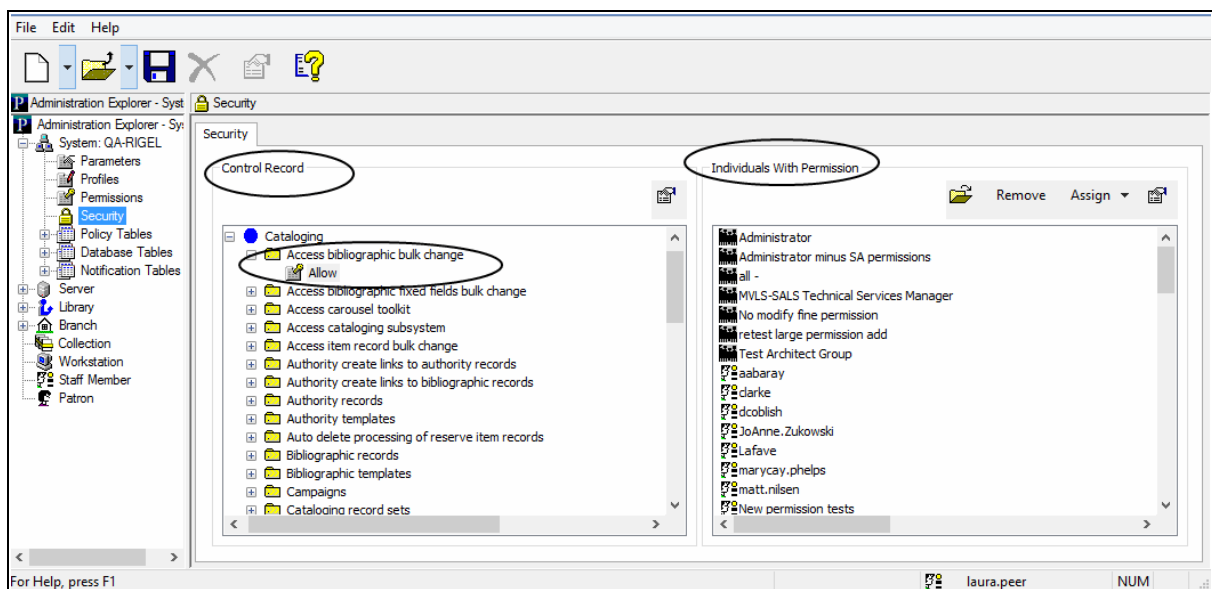 File Edit Help
Administration Explorer - Syst
Security
Administration Explorer - Sy
System: QA-RIGEL
Parameters
Profiles
Permissions
Security
Policy Tables
Database Tables
Notification Tables
Server
Library
Branch
Collection
Workstation
Staff Member
Patron
Security
Control Record
Cataloging
Access bibliographic bulk change
Allow
Access bibliographic fixed fields bulk change
Access carousel toolkit
Access cataloging subsystem
Access item record bulk change
Authority create links to authority records
Authority create links to bibliographic records
Authority records
Authority templates
Auto delete processing of reserve item records
Bibliographic records
Bibliographic templates
Campaigns
Cataloging record sets
Individuals With Permission
Remove Assign
Administrator
Administrator minus SA permissions
all -
MVLS-SALS Technical Services Manager
No modify fine permission
retest large permission add
Test Architect Group
aabaray
clarke
dcoblish
JoAnne.Zukowski
Lafave
marycay.phelps
matt.nilsen
New permission tests
For Help, press F1
laura.peer
NUM